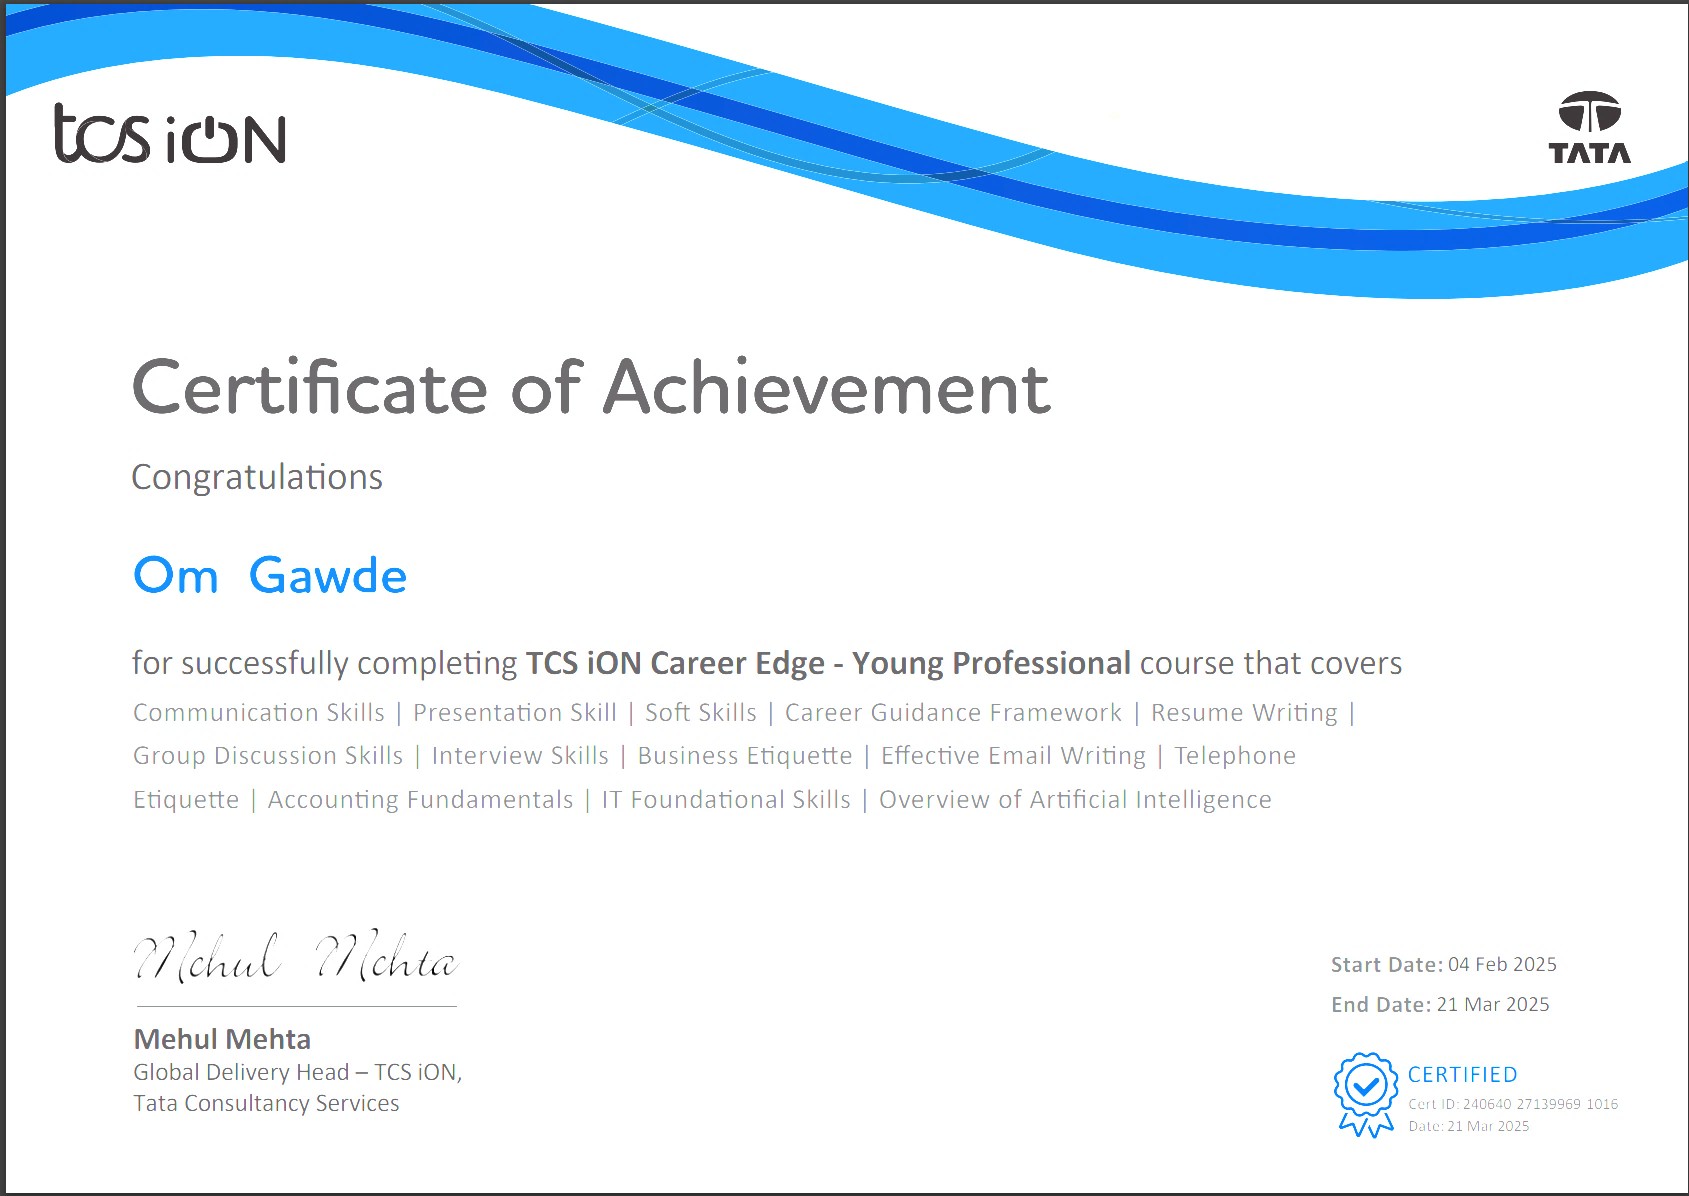 tcs iON
TATA
Certificate of Achievement
Congratulations
Om Gawde
for successfully completing TCS iON Career Edge - Young Professional course that covers
Communication Skills | Presentation Skill | Soft Skills | Career Guidance Framework | Resume Writing |
Group Discussion Skills | Interview Skills | Business Etiquette | Effective Email Writing | Telephone
Etiquette | Accounting Fundamentals | IT Foundational Skills | Overview of Artificial Intelligence
Mehul Mehta
Mehul Mehta
Global Delivery Head – TCS iON,
Tata Consultancy Services
Start Date: 04 Feb 2025
End Date: 21 Mar 2025
CERTIFIED
Cert ID: 240640 27139969 1016
Date: 21 Mar 2025